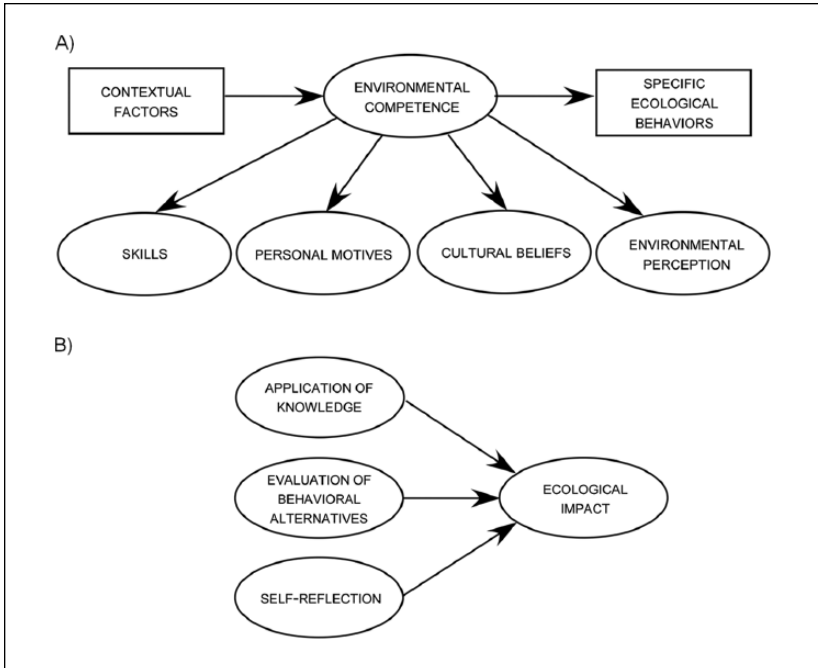 A)
CONTEXTUAL
FACTORS
ENVIRONMENTAL
COMPETENCE
SPECIFIC
ECOLOGICAL
BEHAVIORS
SKILLS
PERSONAL MOTIVES
CULTURAL BELIEFS
ENVIRONMENTAL
PERCEPTION
B)
APPLICATION OF
KNOWLEDGE
EVALUATION OF
BEHAVIORAL
ALTERNATIVES
ECOLOGICAL
IMPACT
SELF-REFLECTION